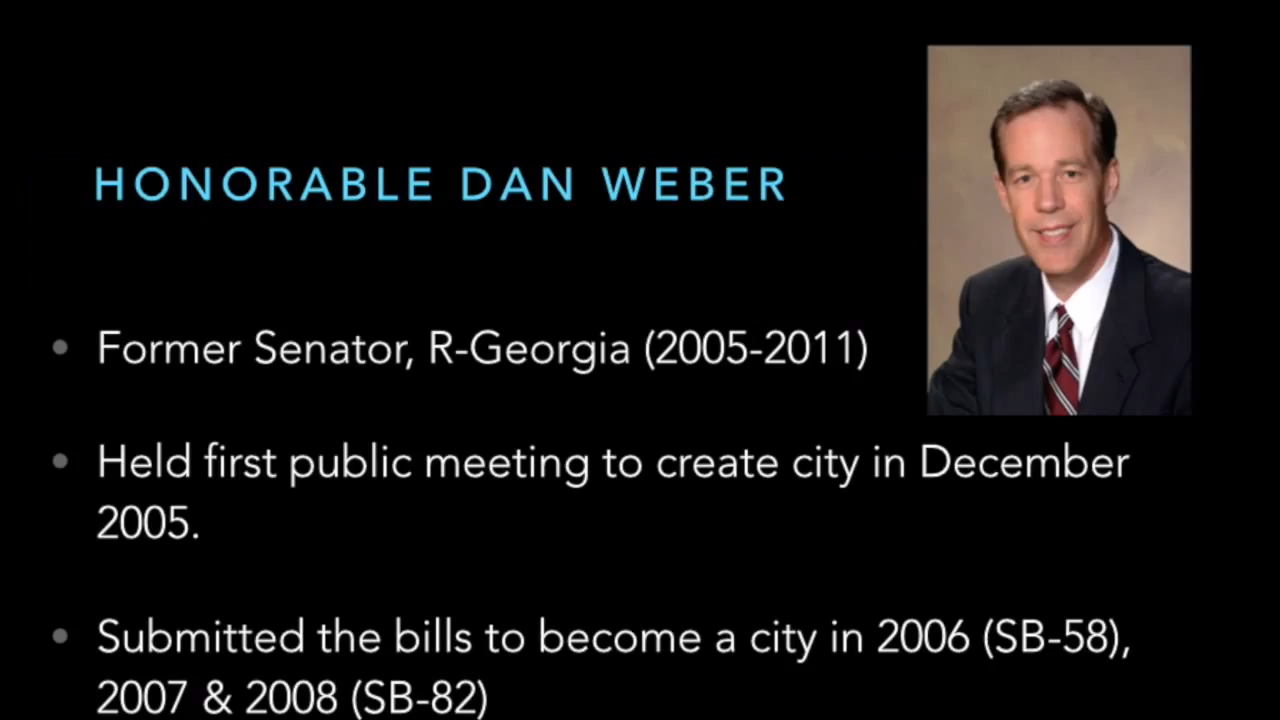 HONORABLE DAN WEBER
• Former Senator, R-Georgia (2005-2011)
• Held first public meeting to create city in December
2005.
• Submitted the bills to become a city in 2006 (SB-58),
2007 & 2008 (SB-82)